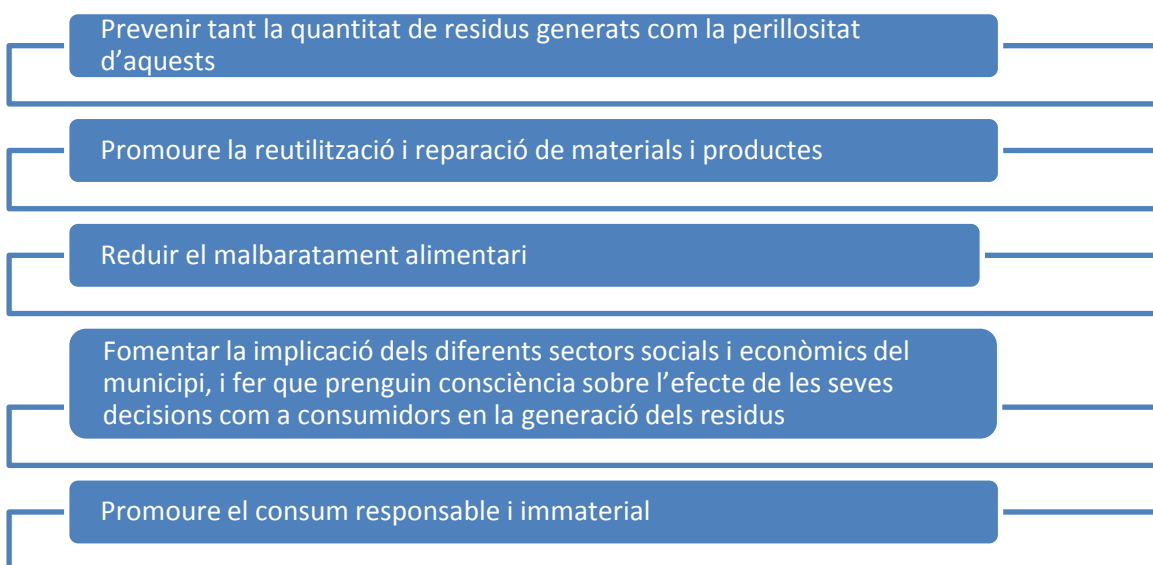 Prevenir tant la quantitat de residus generats com la perillositat
d’aquests
Promoure la reutilització i reparació de materials i productes
Reduir el malbaratament alimentari
Fomentar la implicació dels diferents sectors socials i econòmics del
municipi, i fer que prenguin consciència sobre l’efecte de les seves
decisions com a consumidors en la generació dels residus
Promoure el consum responsable i immaterial